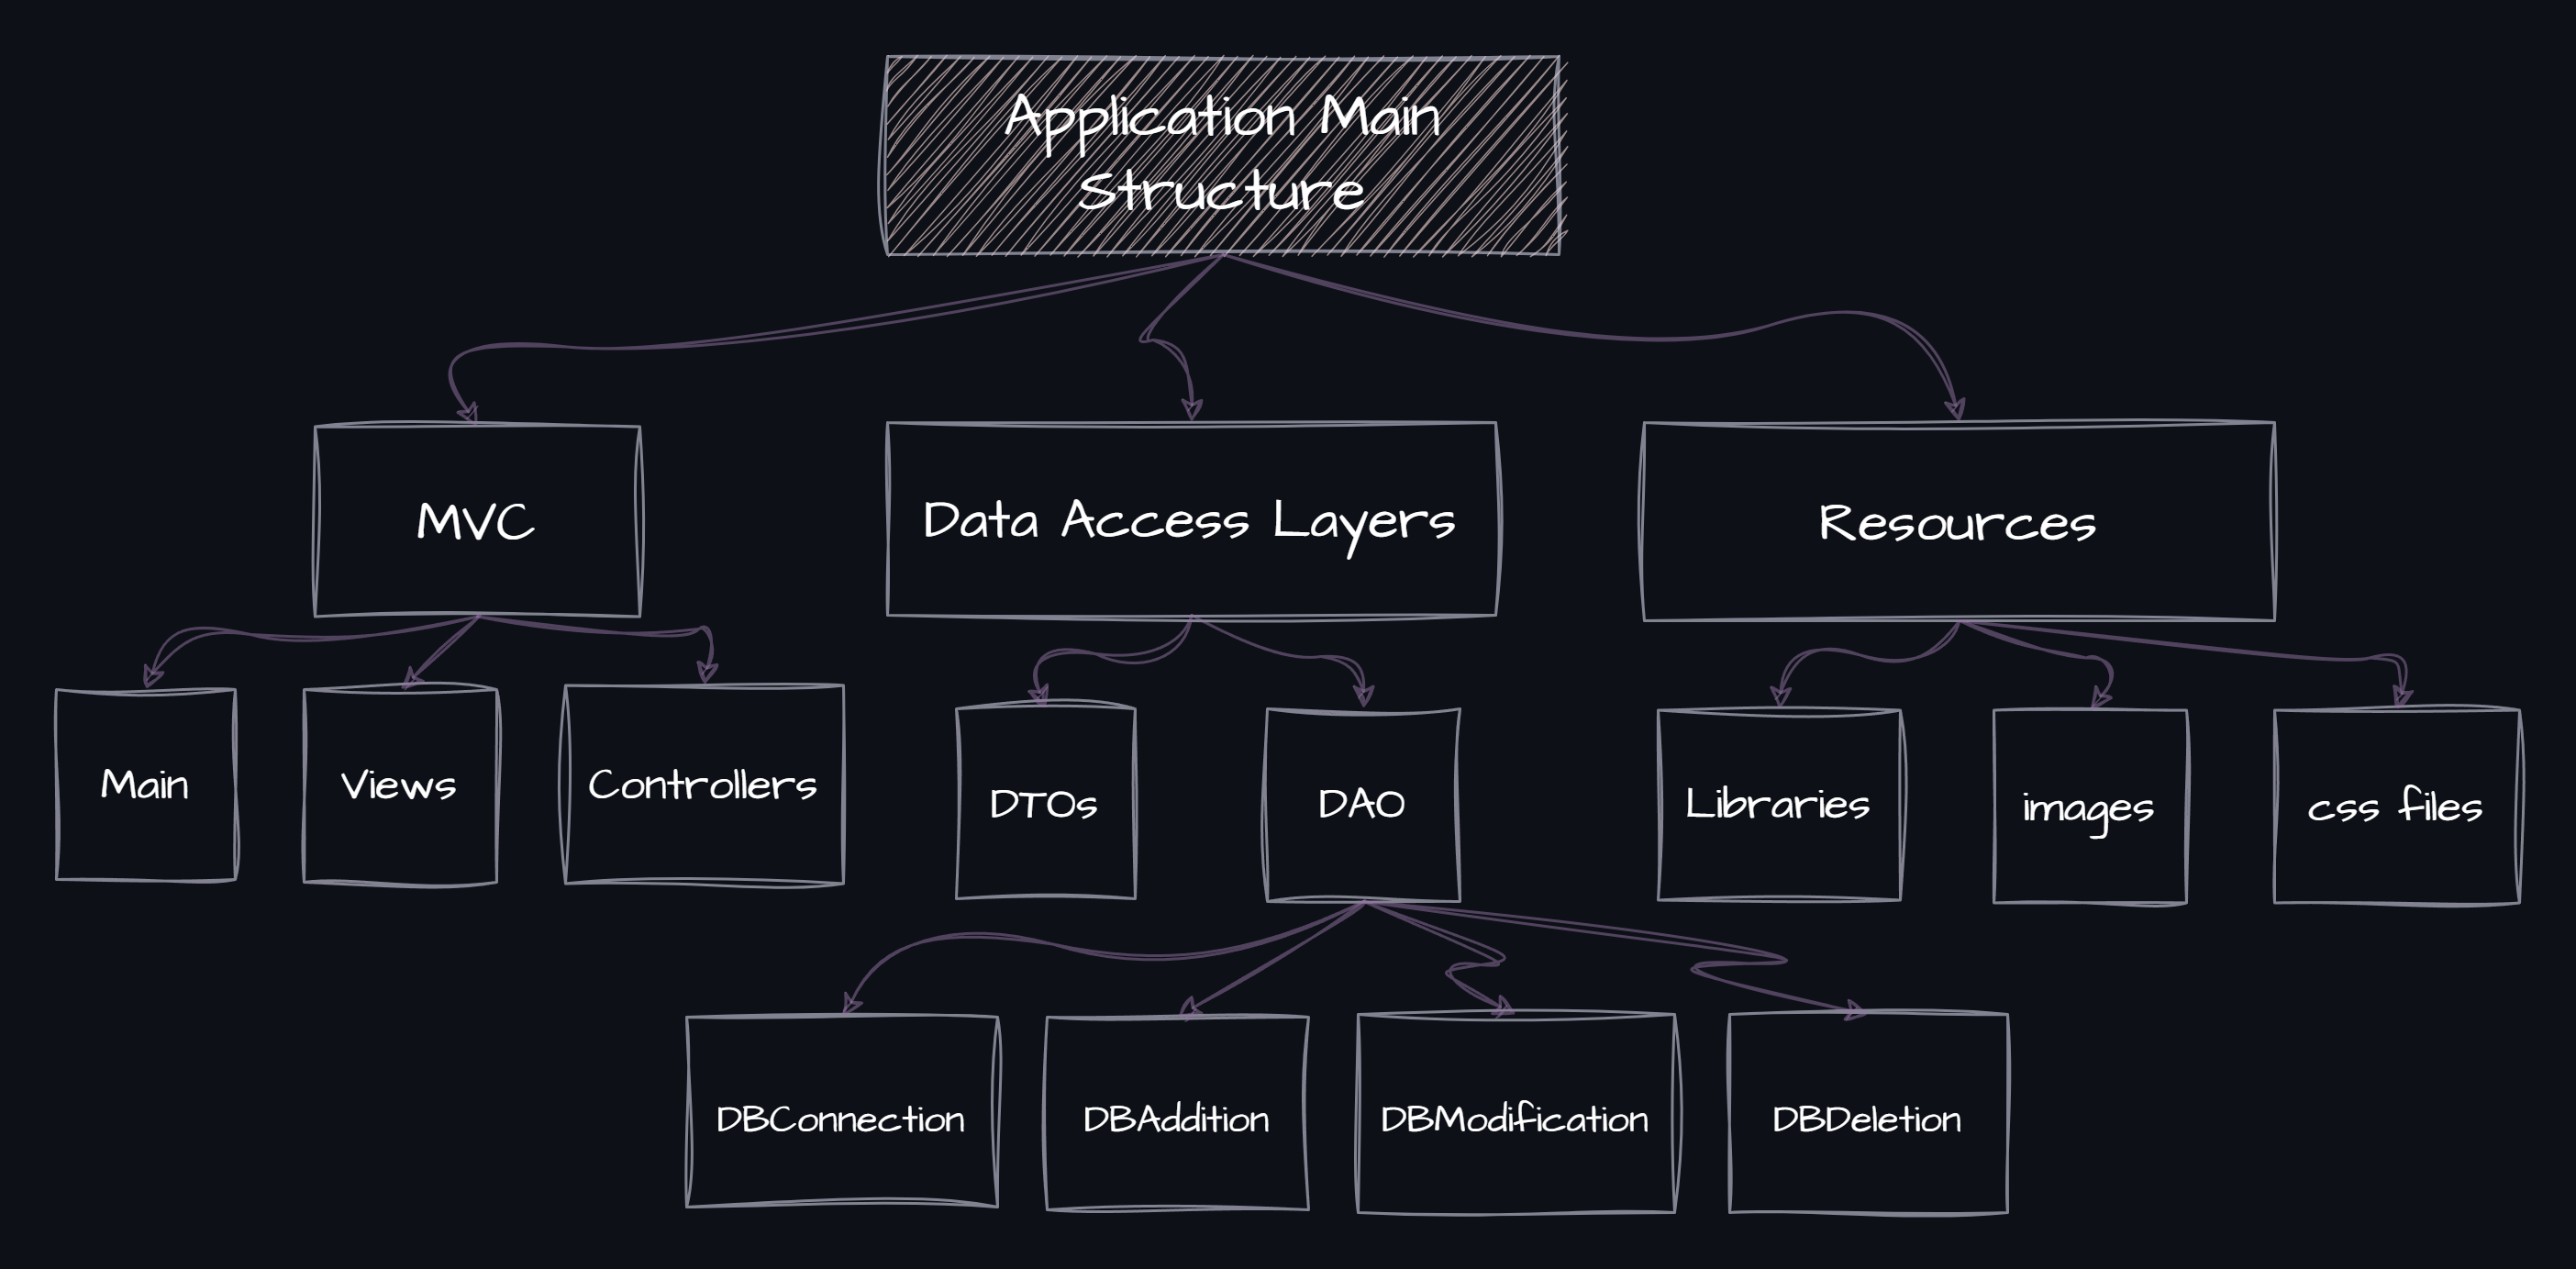 Application Main
Structure
MVC
Data Access Layers
Resources
Main
Views
Controllers
DTOs
DAO
Libraries
images
css files
DBConnection
DBAddition
DBModification
DBDeletion